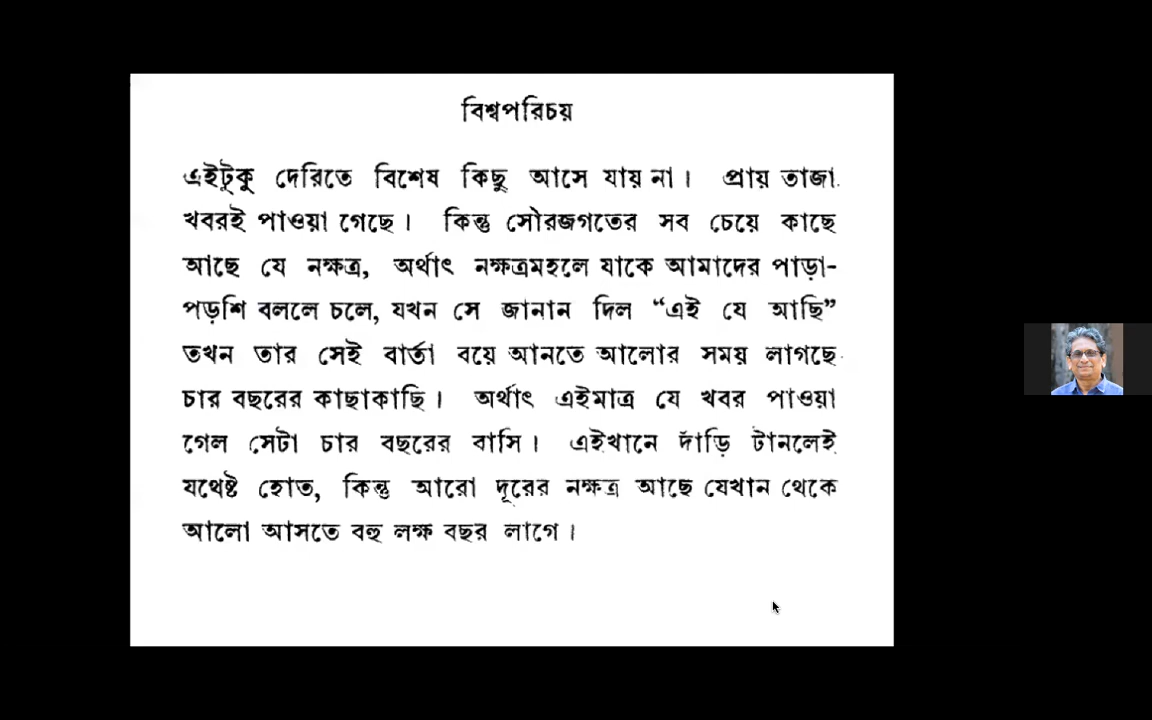 বিশ্বপরিচয়
এইটুকু দেরিতে বিশেষ কিছু আসে যায় না। প্রায় তাজা
খবরই পাওয়া গেছে। কিন্তু সৌরজগতের সব চেয়ে কাছে
আছে যে নক্ষত্র, অর্থাৎ নক্ষত্রমহলে যাকে আমাদের পাড়া-
পড়শি বললে চলে, যখন সে জানান দিল “এই যে আছি”
তখন তার সেই বার্তা বয়ে আনতে আলোর সময় লাগছে
চার বছরের কাছাকাছি। অর্থাৎ এইমাত্র যে খবর পাওয়া
গেল সেটা চার বছরের বাসি। এইখানে দাঁড়ি টানলেই
যথেষ্ট হোত, কিন্তু আরো দূরের নক্ষত্র আছে যেখান থেকে
আলো আসতে বহু লক্ষ বছর লাগে।